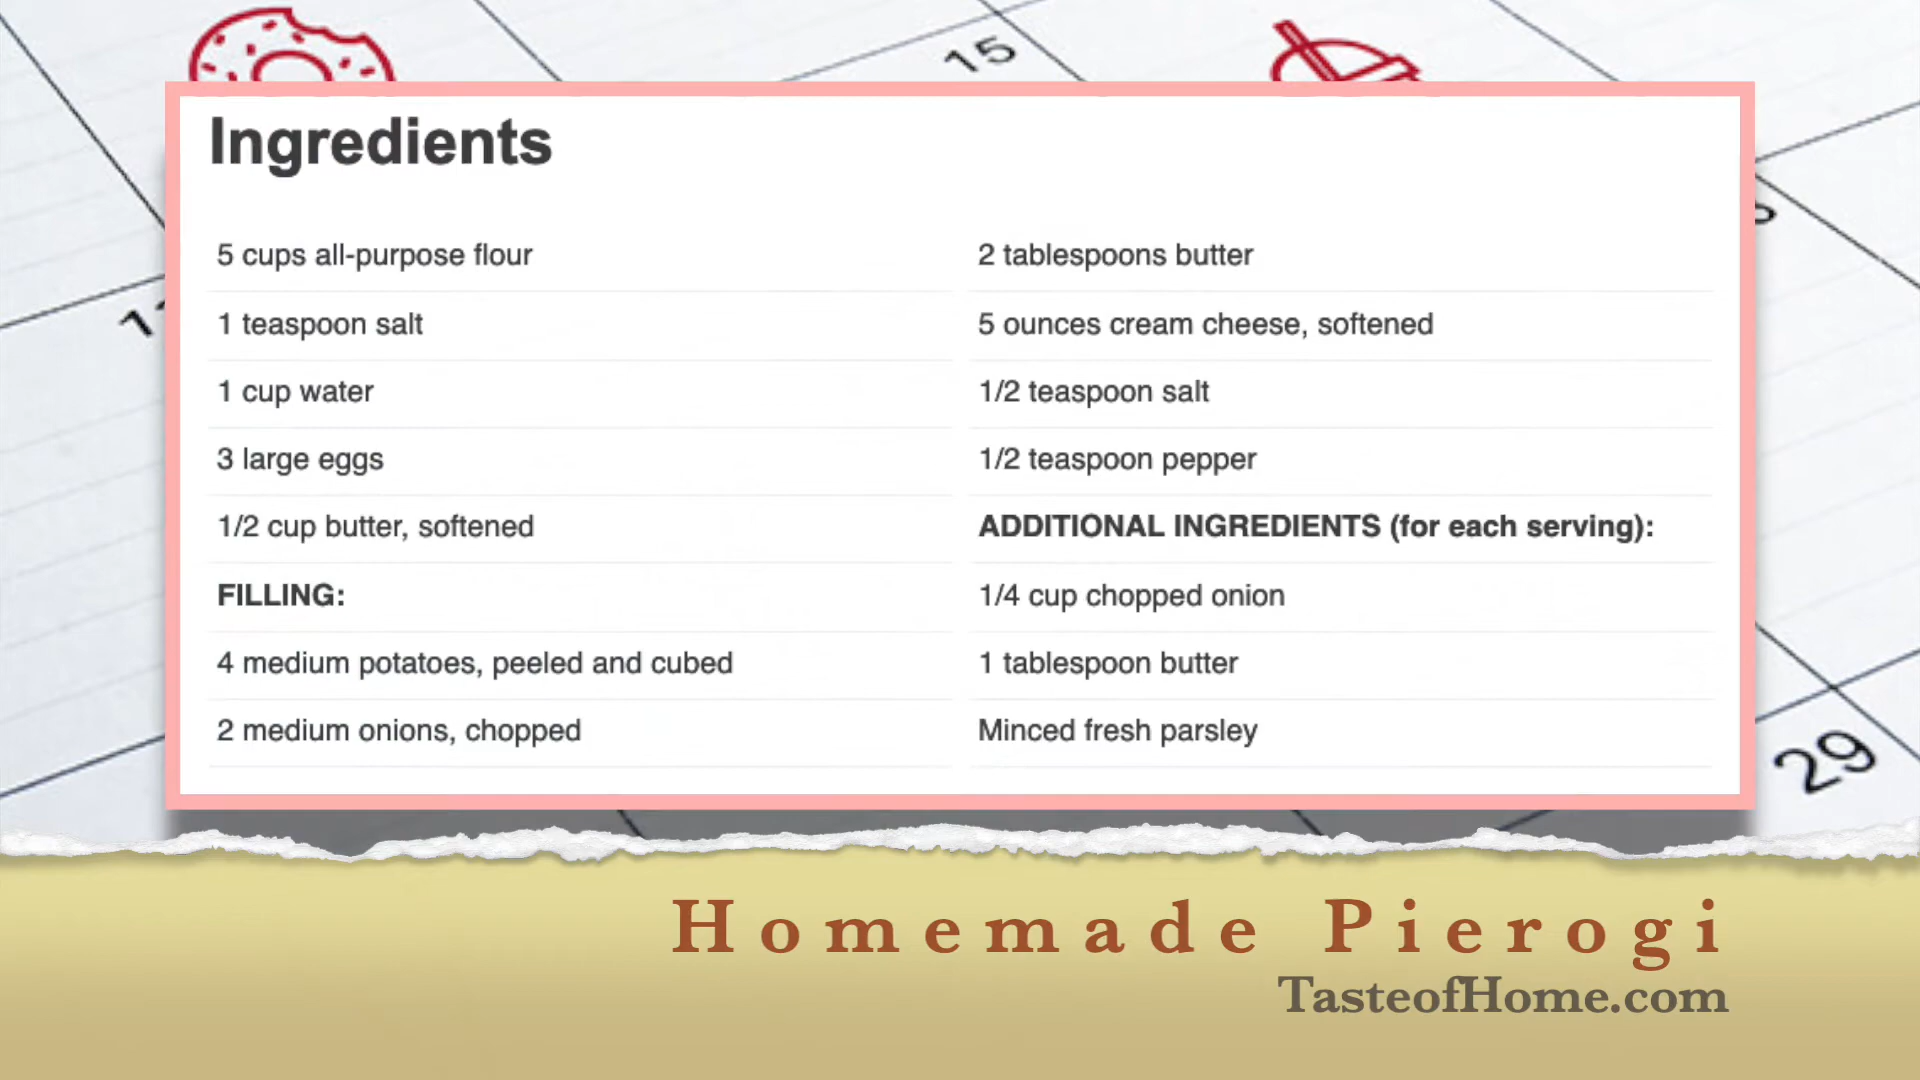 15
Ingredients
5 cups all-purpose flour
1 teaspoon salt
1 cup water
3 large eggs
1/2 cup butter, softened
FILLING:
4 medium potatoes, peeled and cubed
2 medium onions, chopped
2 tablespoons butter
5 ounces cream cheese, softened
1/2 teaspoon salt
1/2 teaspoon pepper
ADDITIONAL INGREDIENTS (for each serving):
1/4 cup chopped onion
1 tablespoon butter
Minced fresh parsley
29
Homemade Pierogi
TasteofHome.com